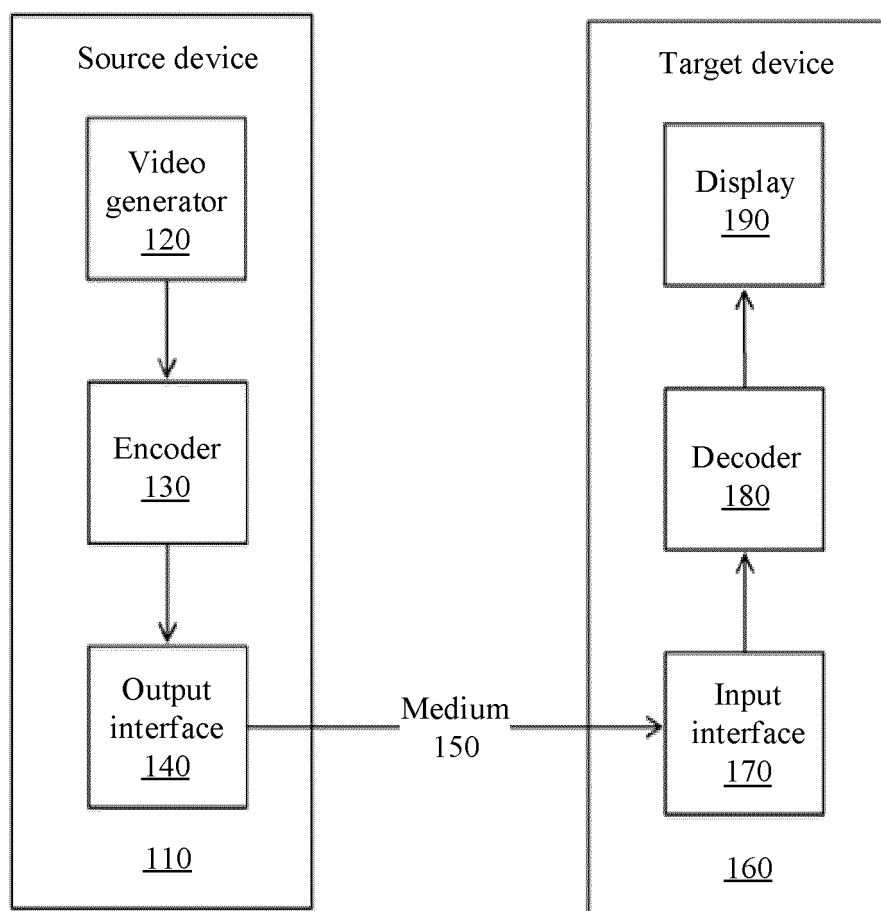 Source device
Video
generator
120
Encoder
130
Output
interface
140
110
Medium
150
Target device
Display
190
Decoder
180
Input
interface
170
160